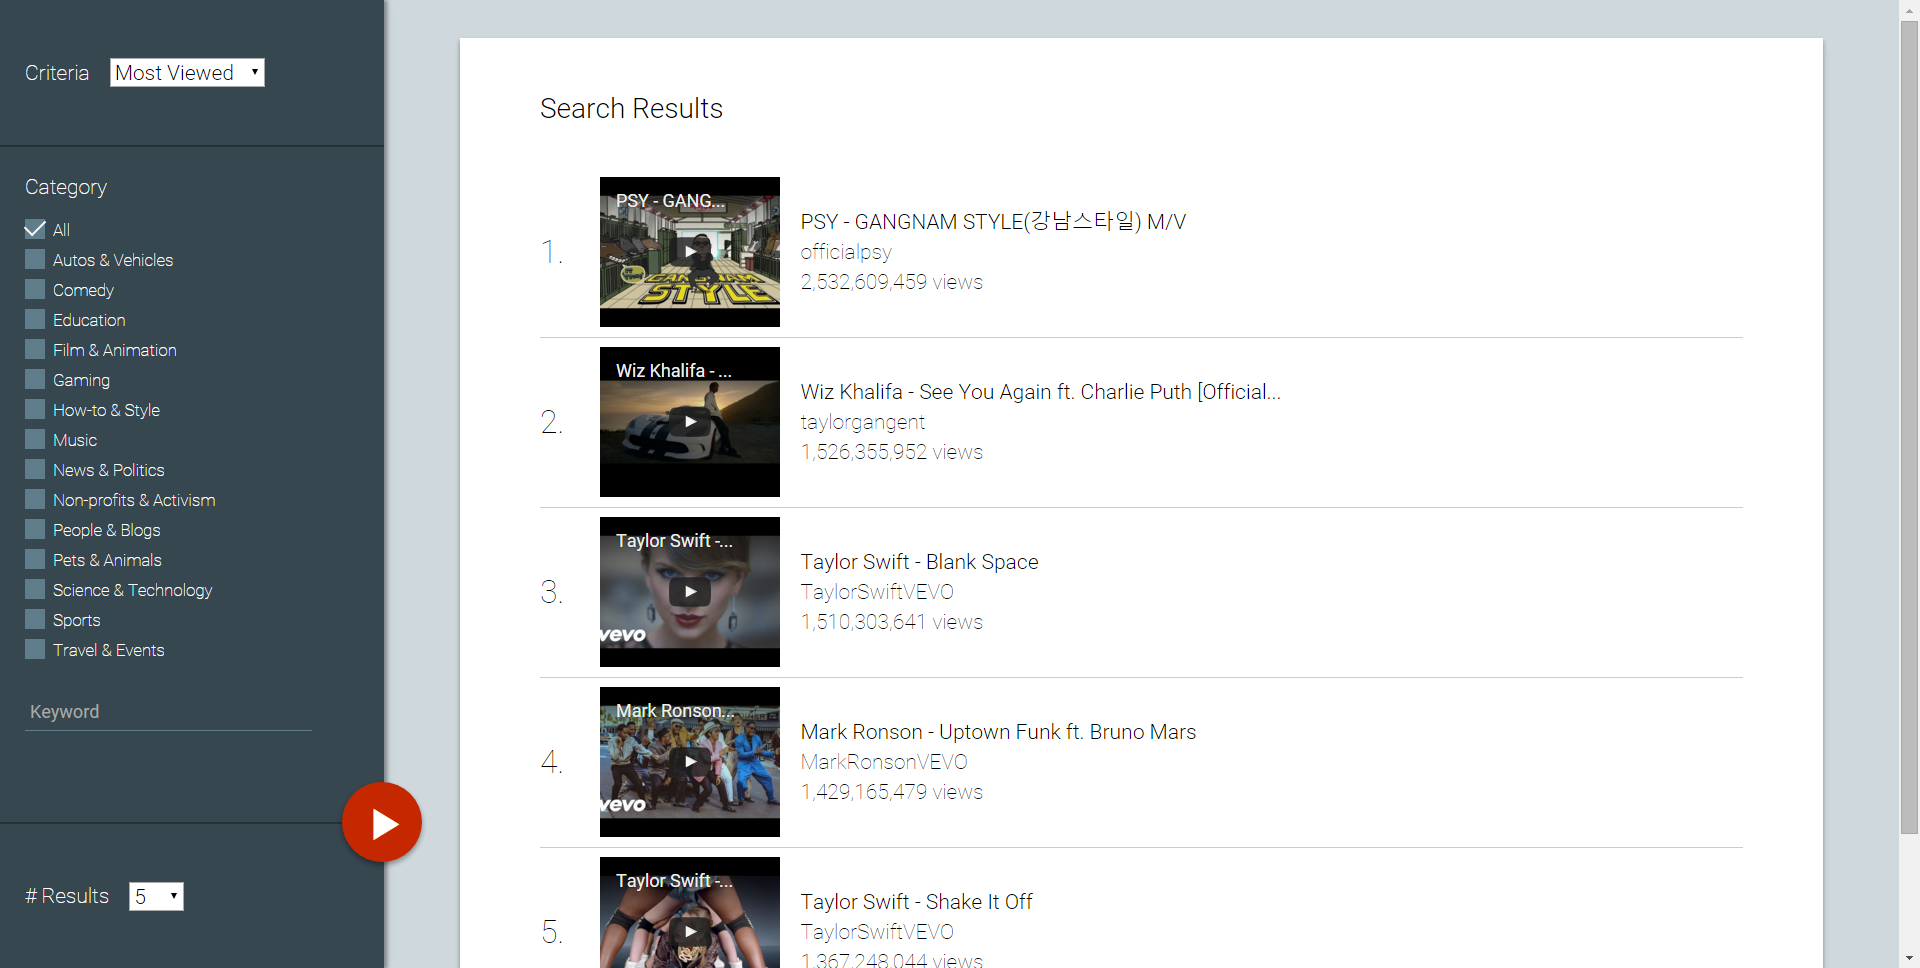 Criteria
Most Viewed
Category
All
Autos & Vehicles
Comedy
Education
Film & Animation
Gaming
How-to & Style
Music
News & Politics
Non-profits & Activism
People & Blogs
Pets & Animals
Science & Technology
Sports
Travel & Events
Keyword
# Results
5
Search Results
1.
PSY - GANG...
GANGNAM
STYLE
PSY - GANGNAM STYLE(강남스타일) M/V
officialpsy
2,532,609,459 views
2.
Wiz Khalifa - ...
Wiz Khalifa - See You Again ft. Charlie Puth [Official...
taylorgangent
1,526,355,952 views
3.
Taylor Swift -...
vevo
Taylor Swift - Blank Space
TaylorSwiftVEVO
1,510,303,641 views
4.
Mark Ronson...
vevo
Mark Ronson - Uptown Funk ft. Bruno Mars
MarkRonsonVEVO
1,429,165,479 views
5.
Taylor Swift -...
Taylor Swift - Shake It Off
TaylorSwiftVEVO
1,367,248,044 views